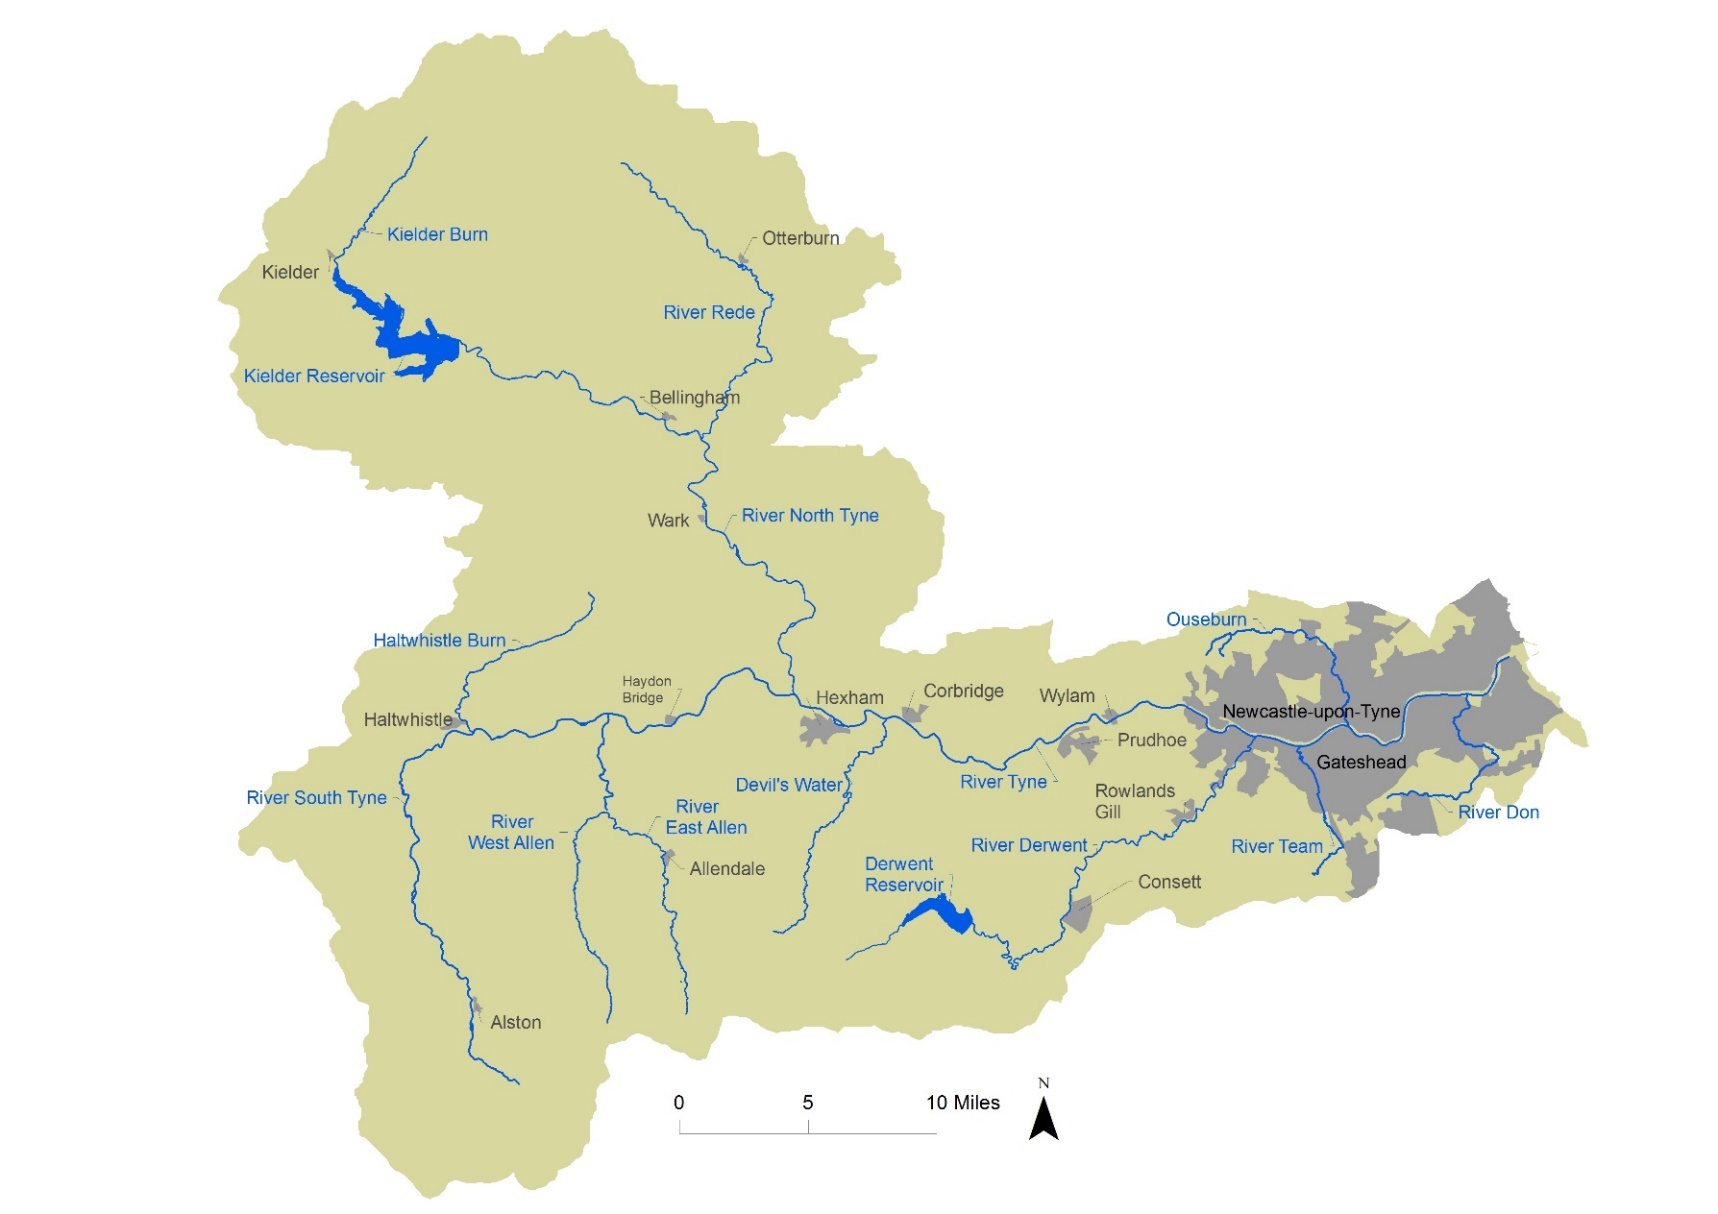 Kielder Burn
Otterburn
Kielder
River Rede
Kielder Reservoir
Bellingham
River North Tyne
Wark
Ouseburn
Haltwhistle Burn
Haydon
Bridge
Hexham
Corbridge
Wylam
Haltwhistle
Newcastle-upon-Tyne
Prudhoe
Gateshead
River Tyne
Devil's Water
Rowlands
Gill
River South Tyne
River
East Allen
River
West Allen
River Don
River Derwent
River Team
Derwent
Reservoir
Allendale
Consett
Alston
N
0 5 10 Miles